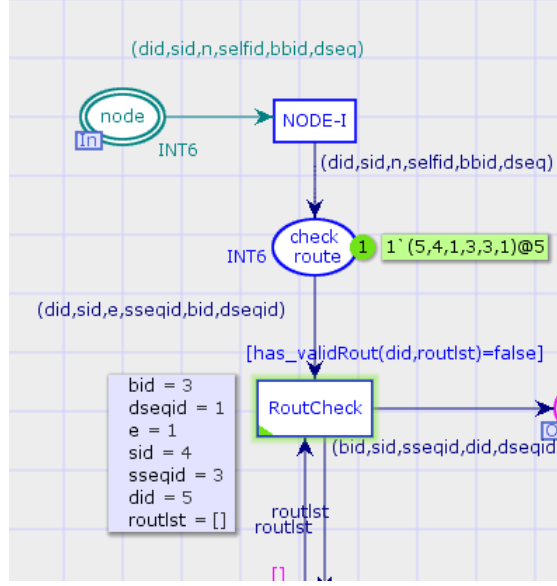 (did,sid,n,selfid,bbid,dseq)
node
In
INT6
NODE-I
(did,sid,n,selfid,bbid,dseq)
check
route
INT6
1
1`(5,4,1,3,3,1)@5
(did,sid,e,sseqid,bid,dseqid)
[has_validRout(did,routlst)=false]
RoutCheck
bid = 3
dseqid = 1
e = 1
sid = 4
sseqid = 3
did = 5
routlst = []
(bid,sid,sseqid,did,dseqid
routlst
routlst
[]